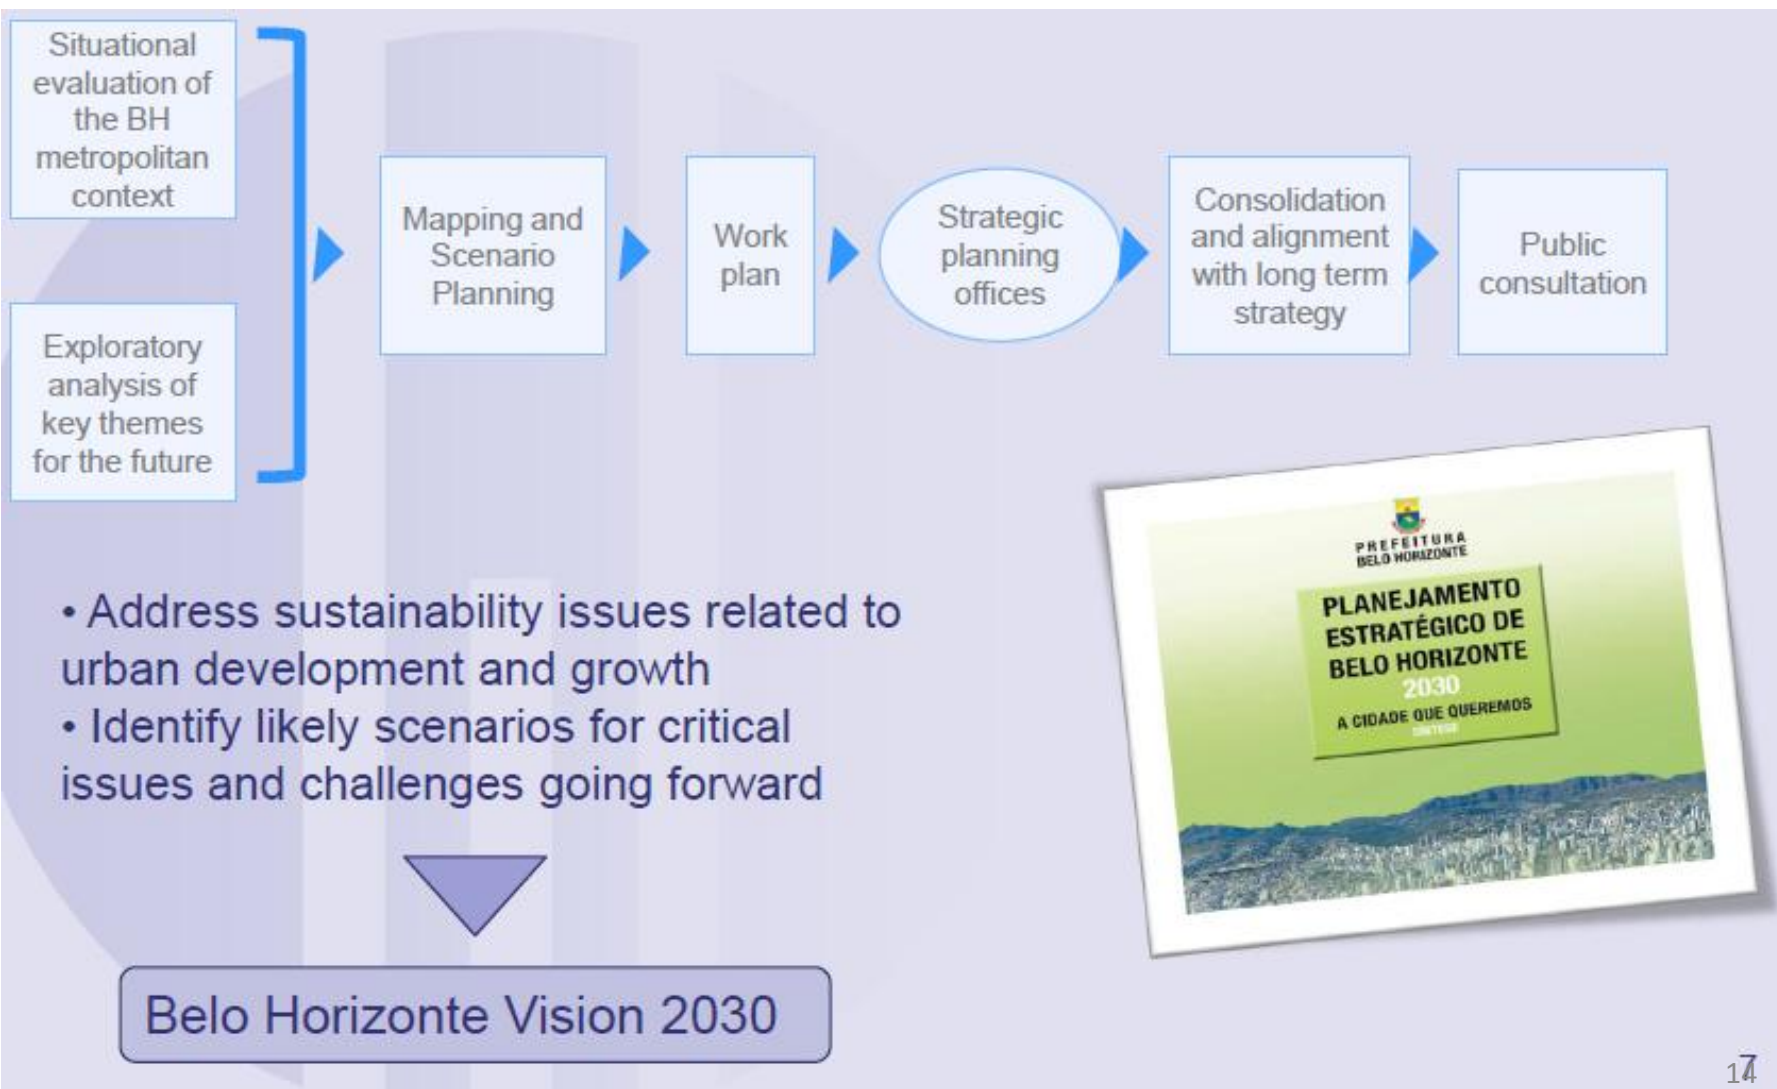 Situational
evaluation of
the BH
metropolitan
context
Exploratory
analysis of
key themes
for the future
Mapping and
Scenario
Planning
Work
plan
Strategic
planning
offices
Consolidation
and alignment
with long term
strategy
Public
consultation
• Address sustainability issues related to
urban development and growth
• Identify likely scenarios for critical
issues and challenges going forward
Belo Horizonte Vision 2030
PREFEITURA
BELO HORIZONTE
PLANEJAMENTO
ESTRATÉGICO DE
BELO HORIZONTE
2030
A CIDADE QUE QUEREMOS
14
7